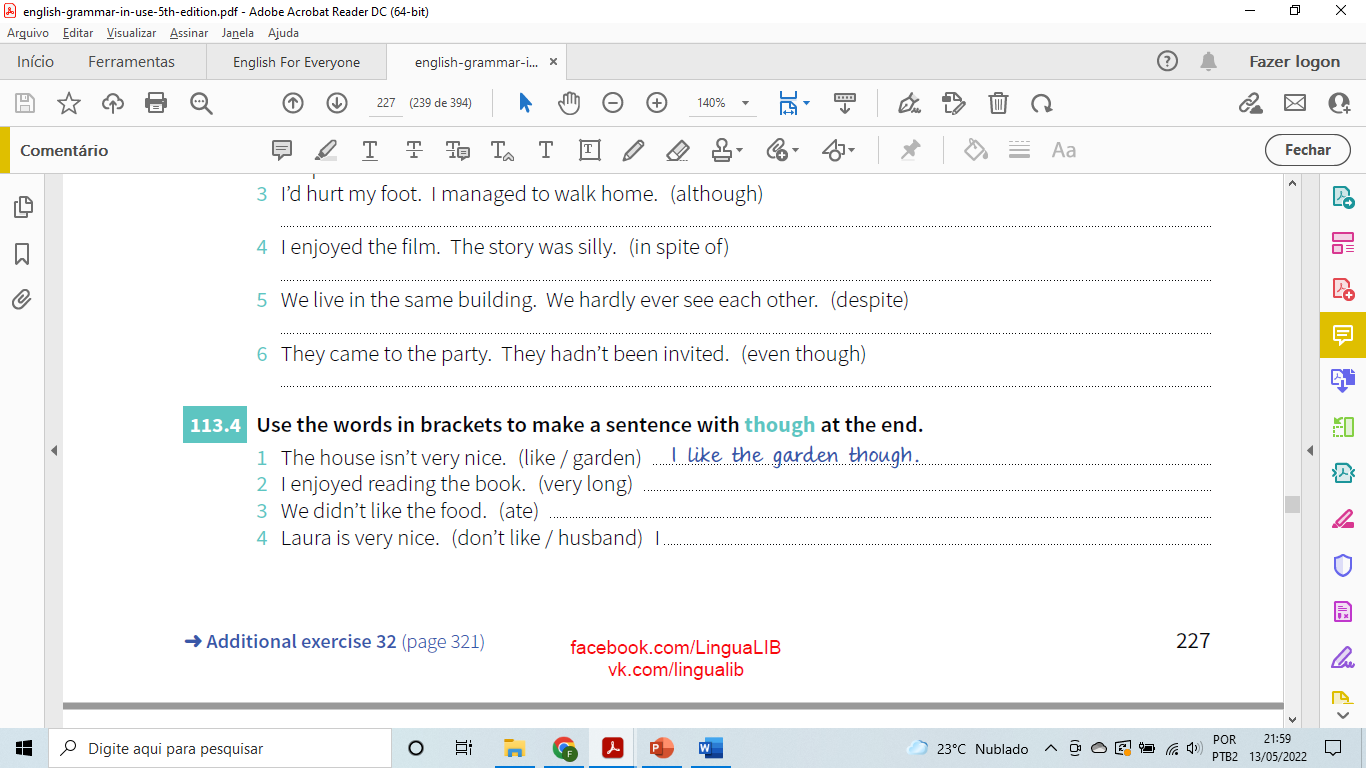 english-grammar-in-use-5th-edition.pdf - Adobe Acrobat Reader DC (64-bit)
Arquivo Editar Visualizar Assinar Janela Ajuda
Início Ferramentas English For Everyone english-grammar-i... × Fazer logon
227 (239 de 394) 140%
Comentário Fechar
3 I'd hurt my foot. I managed to walk home. (although)
4 I enjoyed the film. The story was silly. (in spite of)
5 We live in the same building. We hardly ever see each other. (despite)
6 They came to the party. They hadn't been invited. (even though)
113.4 Use the words in brackets to make a sentence with though at the end.
1 The house isn't very nice. (like / garden) I like the garden though.
2 I enjoyed reading the book. (very long)
3 We didn't like the food. (ate)
4 Laura is very nice. (don't like / husband) I
➜ Additional exercise 32 (page 321)
facebook.com/LinguaLIB
vk.com/lingualib
227
Digite aqui para pesquisar
23°C Nublado
POR
PTB2
21:59
13/05/2022